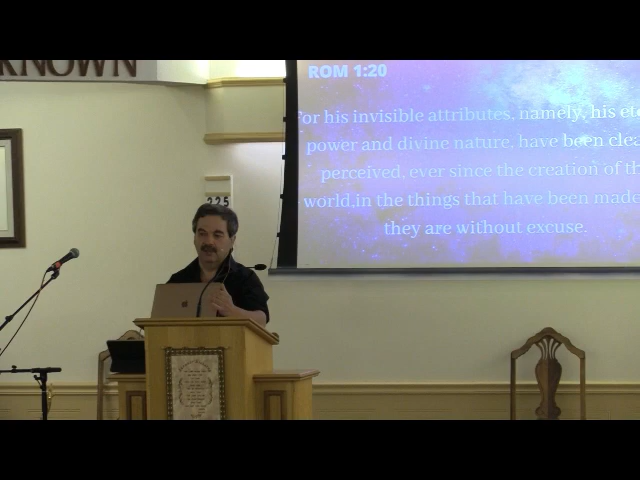 KNOWN
ROM 1:20
or his invisible attributes, namely, his ete
power and divine nature, have been clea
perceived, ever since the creation of th
world,in the things that have been made
they are without excuse.
225